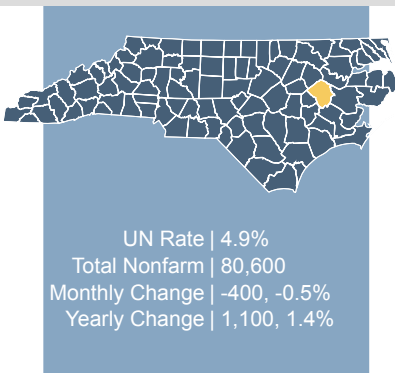 UN Rate | 4.9%
Total Nonfarm | 80,600
Monthly Change | -400, -0.5%
Yearly Change | 1,100, 1.4%